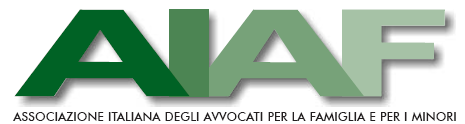 AIAF
ASSOCIAZIONE ITALIANA DEGLI AVVOCATI PER LA FAMIGLIA E PER I MINORI